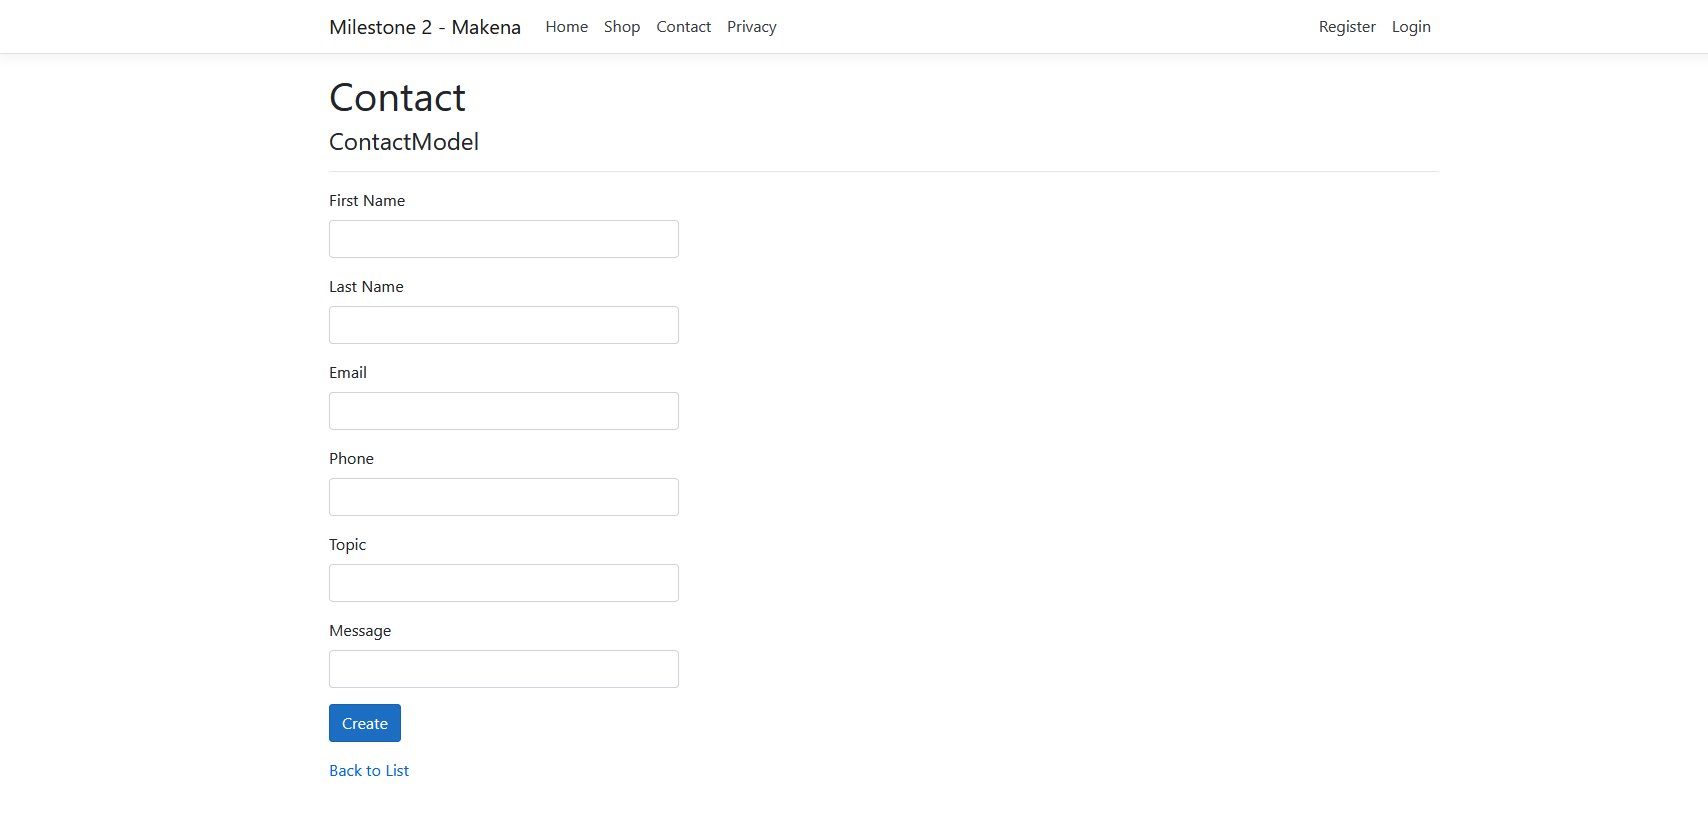 Milestone 2 - Makena Home Shop Contact Privacy Register Login
Contact
ContactModel
First Name
Last Name
Email
Phone
Topic
Message
Create
Back to List